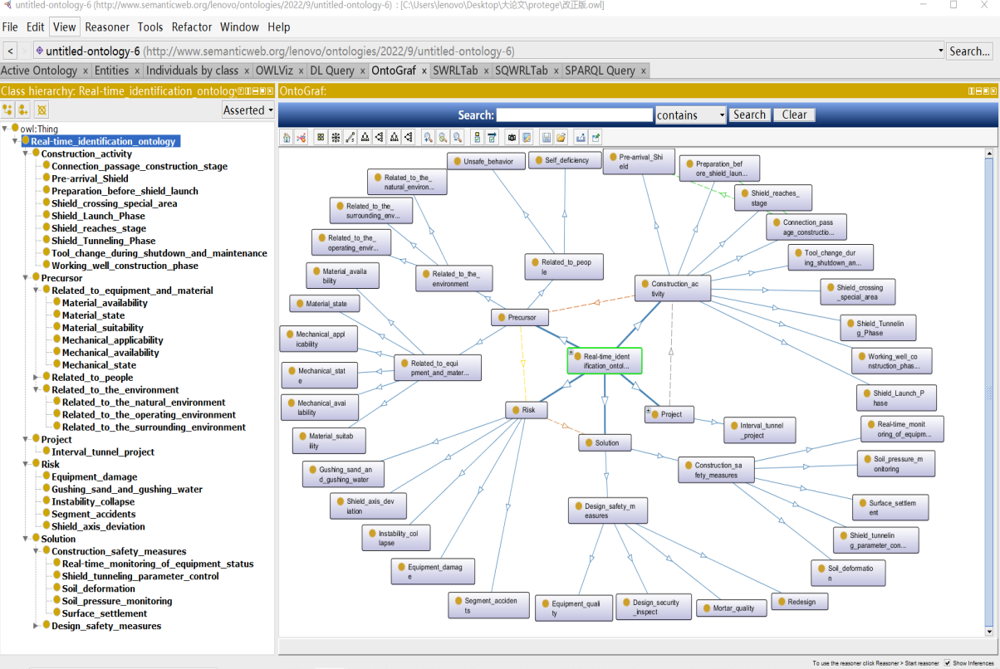 untitled-ontology-6 (http://www.semanticweb.org/lenovo/ontologies/2022/9/untitled-ontology-6) : [C:\Users\lenovo\Desktop\大论文\protege\改正版.owl]
File Edit View Reasoner Tools Refactor Window Help
< > untitled-ontology-6 (http://www.semanticweb.org/lenovo/ontologies/2022/9/untitled-ontology-6) Search...
Active Ontology × Entities × Individuals by class × OWLViz × DL Query × OntoGraf × SWRLTab × SQWRLTab × SPARQL Query ×
Class hierarchy: Real-time_identification_ontology
Asserted
owl:Thing
Real-time_identification_ontology
Construction_activity
Connection_passage_construction_stage
Pre-arrival_Shield
Preparation_before_shield_launch
Shield_crossing_special_area
Shield_Launch_Phase
Shield_reaches_stage
Shield_Tunneling_Phase
Tool_change_during_shutdown_and_maintenance
Working_well_construction_phase
Precursor
Related_to_equipment_and_material
Material_availability
Material_state
Material_suitability
Mechanical_applicability
Mechanical_availability
Mechanical_state
Related_to_people
Related_to_the_environment
Related_to_the_natural_environment
Related_to_the_operating_environment
Related_to_the_surrounding_environment
Project
Interval_tunnel_project
Risk
Equipment_damage
Gushing_sand_and_gushing_water
Instability_collapse
Segment_accidents
Shield_axis_deviation
Solution
Construction_safety_measures
Real-time_monitoring_of_equipment_status
Shield_tunneling_parameter_control
Soil_deformation
Soil_pressure_monitoring
Surface_settlement
Design_safety_measures
OntoGraf:
Search: contains Search Clear
Unsafe_behavior
Self_deficiency
Pre-arrival_Shi
eld
Preparation_bef
ore_shield_laun...
Related_to_the_
natural_environ...
Shield_reaches_
stage
Related_to_the_
surrounding_env...
Connection_pass
age_constructio...
Related_to_the_
operating_envir...
Tool_change_dur
ing_shutdown_an...
Material_availa
bility
Related_to_the_
environment
Related_to_peop
le
Construction_ac
tivity
Shield_crossing
_special_area
Material_state
Precursor
Shield_Tunnelin
g_Phase
Mechanical_appl
icability
Real-time_ident
ification_ontol...
Working_well_co
nstruction_phas...
Mechanical_stat
e
Related_to_equi
pment_and_mater...
Shield_Launch_P
hase
Mechanical_avai
lability
Risk
Project
Interval_tunnel
_project
Real-time_monit
oring_of_equipm...
Material_suitab
ility
Solution
Construction_sa
fety_measures
Soil_pressure_m
onitoring
Gushing_sand_an
d_gushing_water
Shield_axis_dev
iation
Design_safety_m
easures
Surface_settlem
ent
Instability_col
lapse
Shield_tunnelin
g_parameter_con...
Equipment_damag
e
Soil_deformatio
n
Segment_acciden
ts
Equipment_quali
ty
Design_security
_inspect
Mortar_quality
Redesign
To use the reasoner click Reasoner > Start reasoner Show Inferences